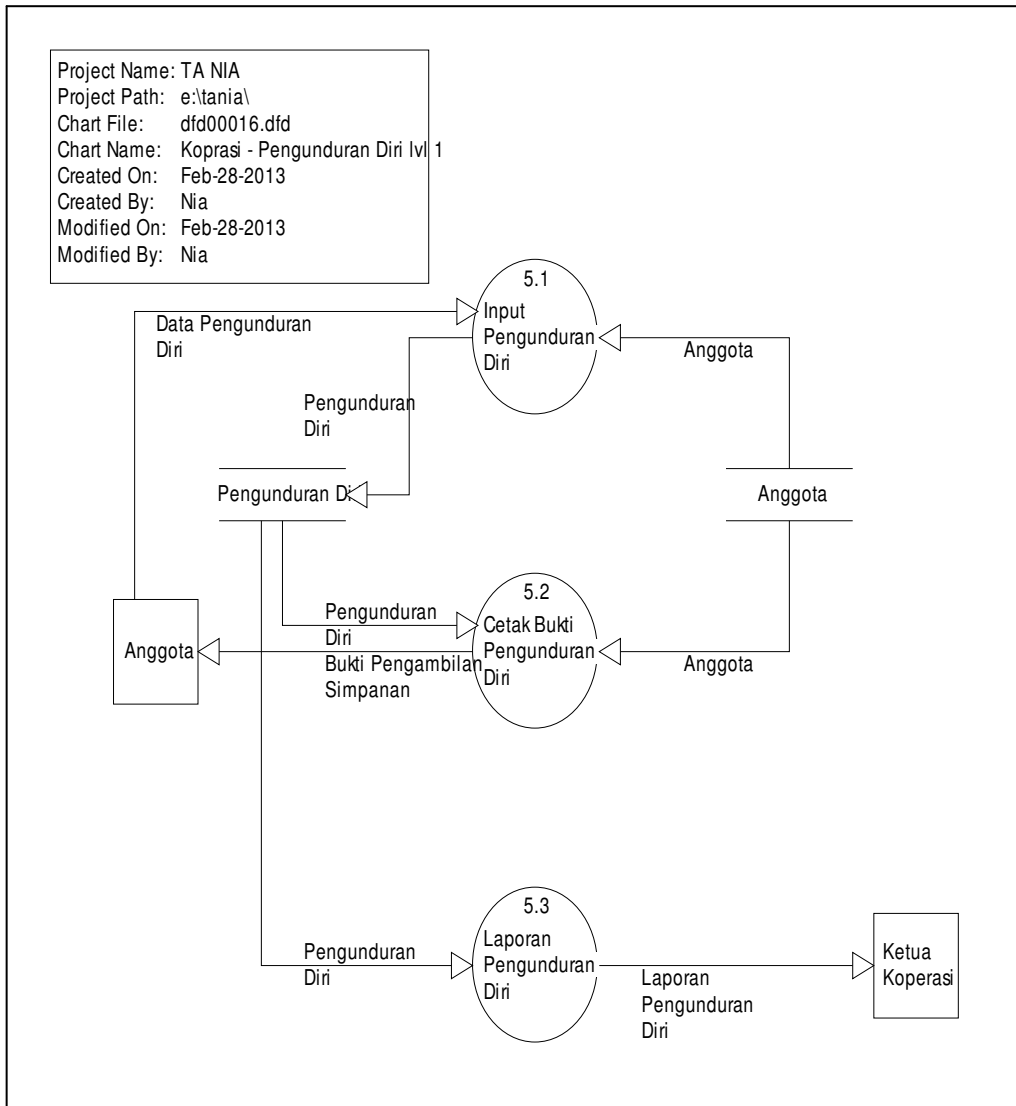 Project Name: TA NIA
Project Path: e:\tania\
Chart File: dfd00016.dfd
Chart Name: Koprasi - Pengunduran Diri lvl 1
Created On: Feb-28-2013
Created By: Nia
Modified On: Feb-28-2013
Modified By: Nia
5.1
Input
Pengunduran
Diri
Data Pengunduran
Diri
Anggota
Pengunduran
Diri
Pengunduran Di
Anggota
5.2
Cetak Bukti
Pengunduran
Diri
Pengunduran
Diri
Bukti Pengambilan
Simpanan
Anggota
Anggota
5.3
Laporan
Pengunduran
Diri
Pengunduran
Diri
Laporan
Pengunduran
Diri
Ketua
Koperasi